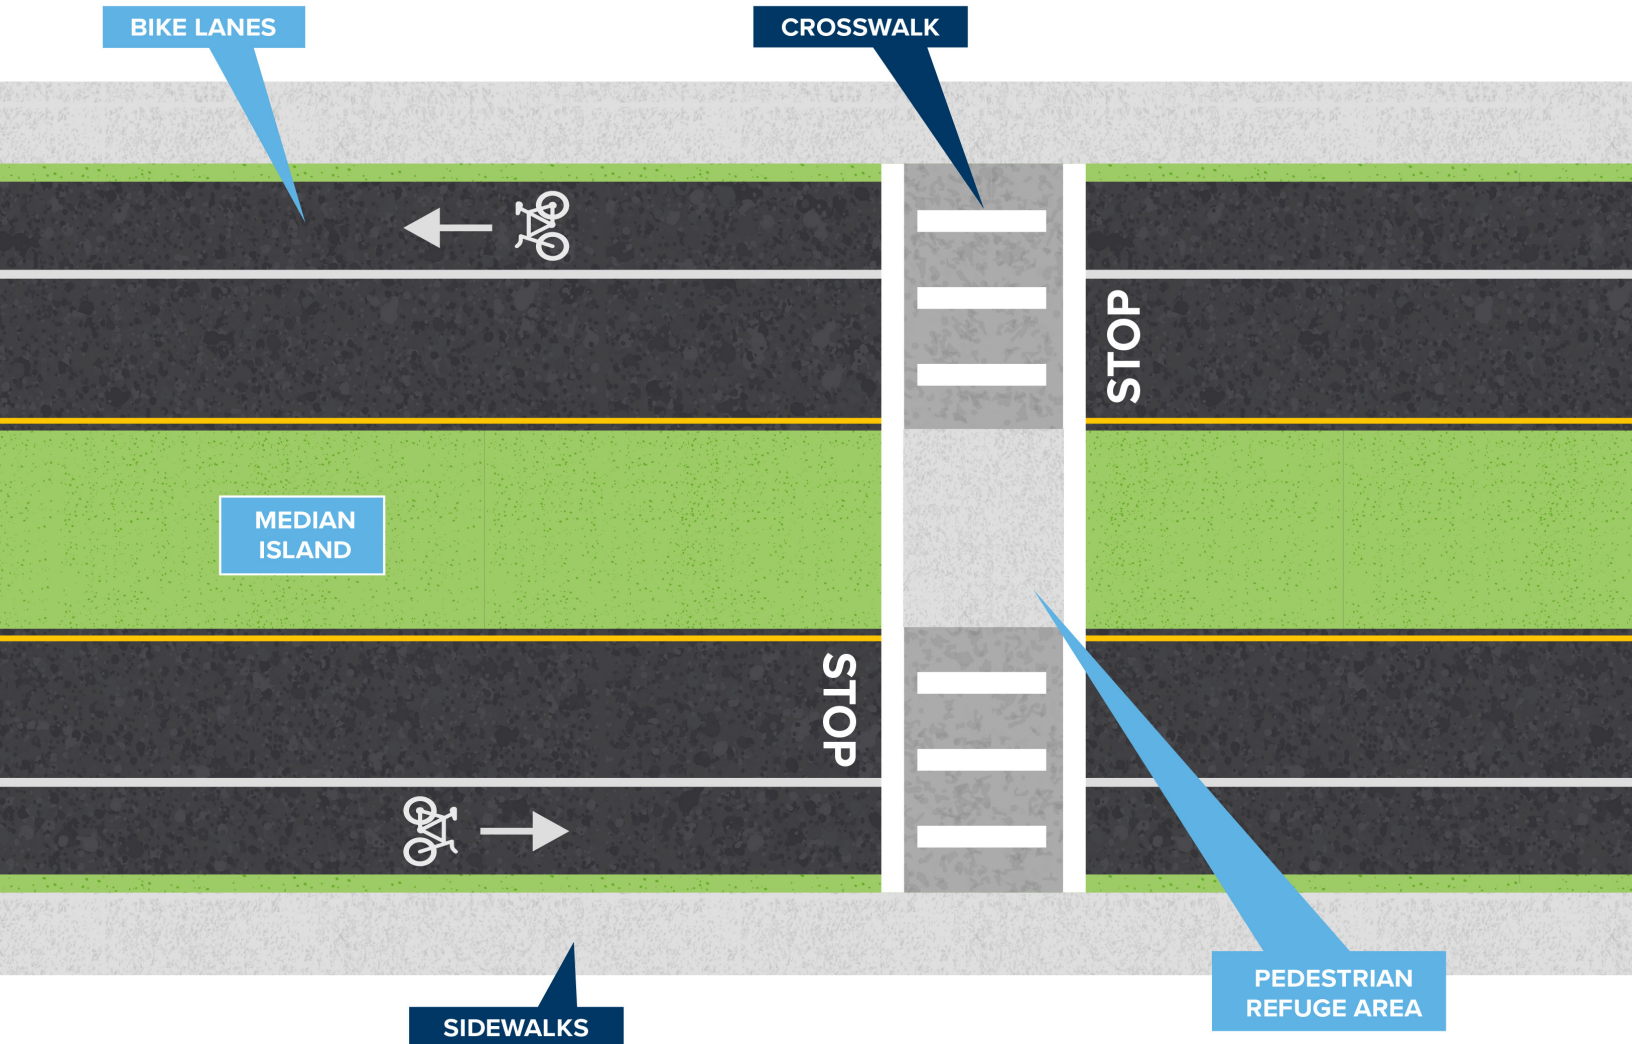 BIKE LANES
CROSSWALK
STOP
MEDIAN
ISLAND
STOP
PEDESTRIAN
REFUGE AREA
SIDEWALKS